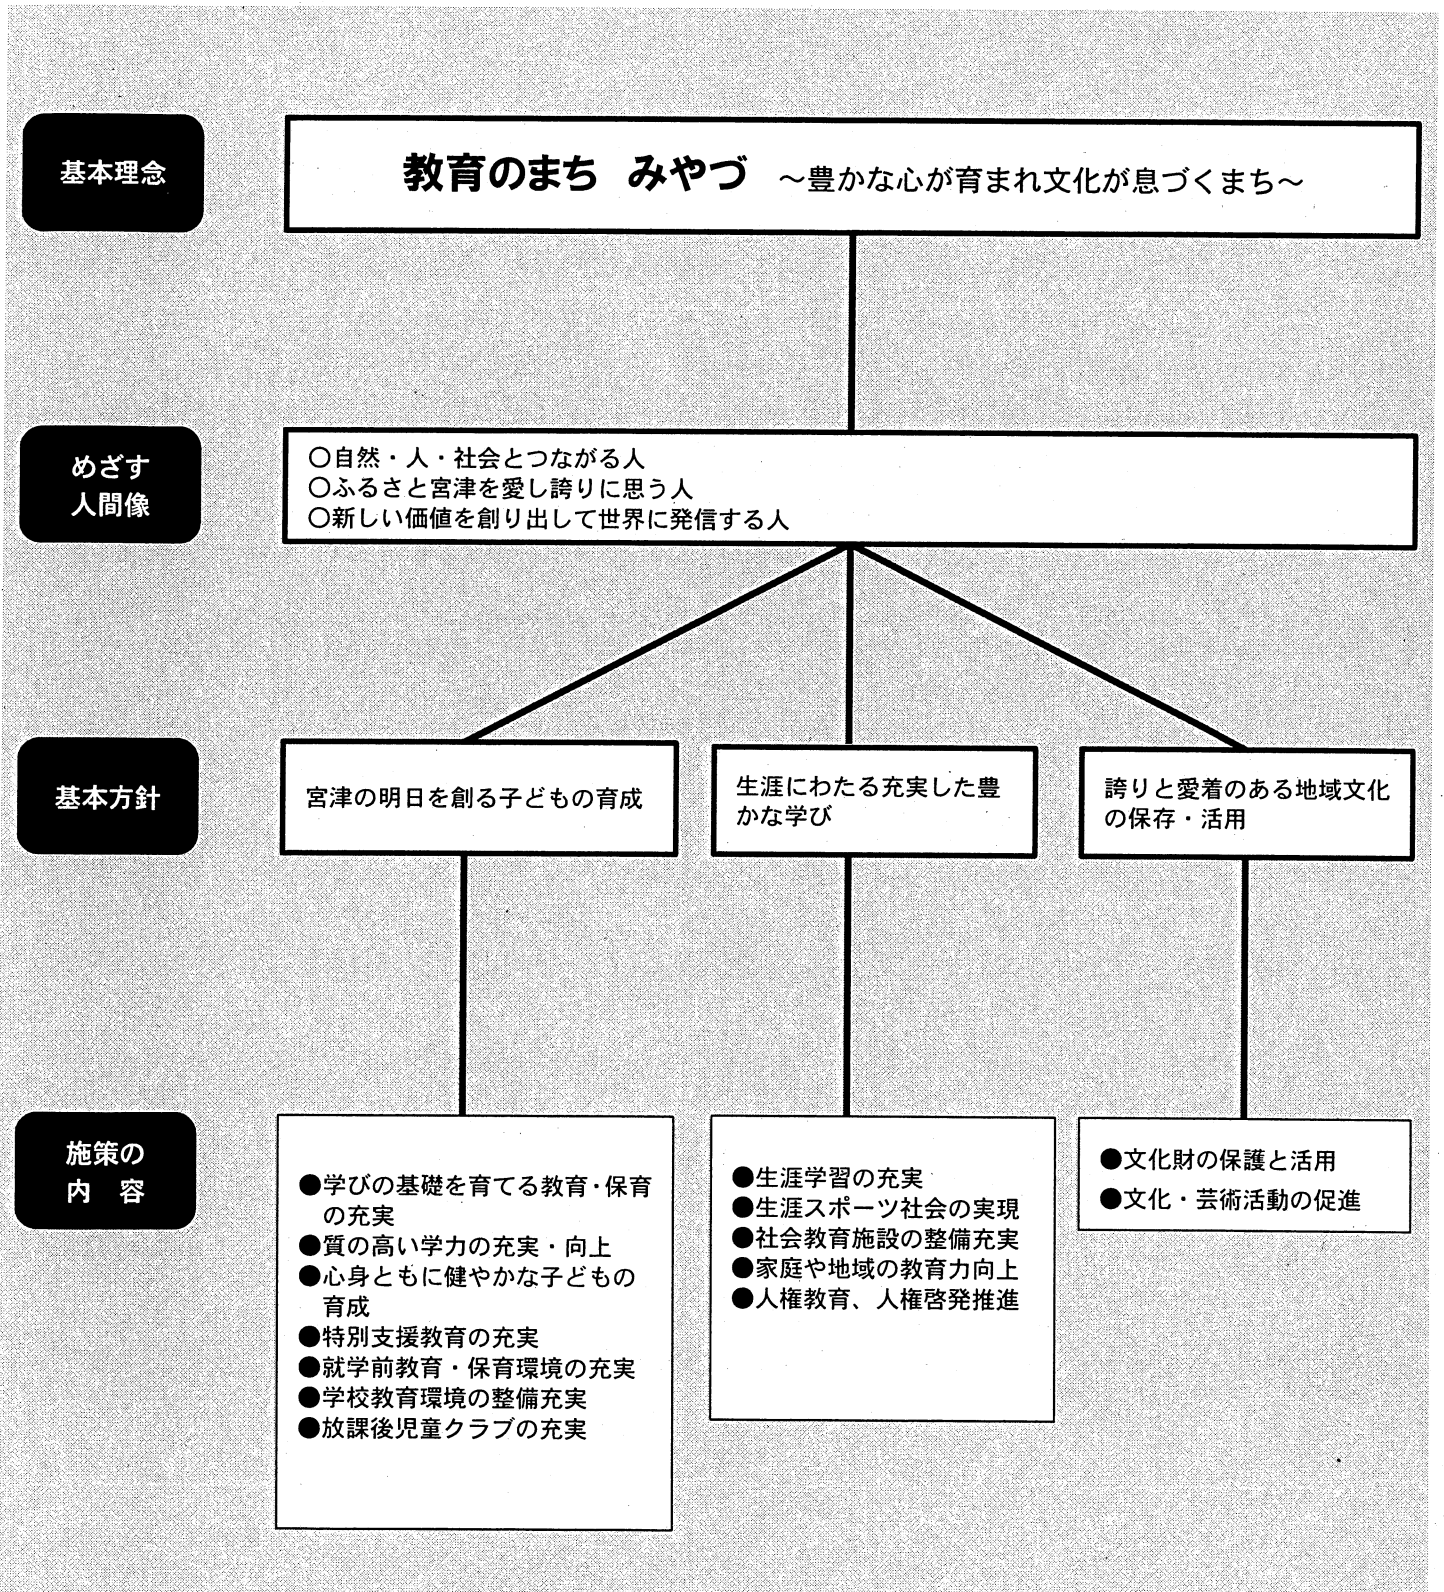 基本理念
教育のまち　みやづ　～豊かな心が育まれ文化が息づくまち～
めざす
人間像
○自然・人・社会とつながる人
○ふるさと宮津を愛し誇りに思う人
○新しい価値を創り出して世界に発信する人
基本方針
宮津の明日を創る子どもの育成
生涯にわたる充実した豊
かな学び
誇りと愛着のある地域文化
の保存・活用
施策の
内　容
●学びの基礎を育てる教育・保育
の充実
●質の高い学力の充実・向上
●心身ともに健やかな子どもの
育成
●特別支援教育の充実
●就学前教育・保育環境の充実
●学校教育環境の整備充実
●放課後児童クラブの充実
●生涯学習の充実
●生涯スポーツ社会の実現
●社会教育施設の整備充実
●家庭や地域の教育力向上
●人権教育、人権啓発推進
●文化財の保護と活用
●文化・芸術活動の促進